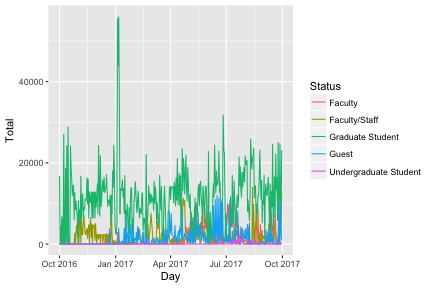 Total
40000
20000
0
Oct 2016
Jan 2017
Apr 2017
Jul 2017
Oct 2017
Day
Status
Faculty
Faculty/Staff
Graduate Student
Guest
Undergraduate Student